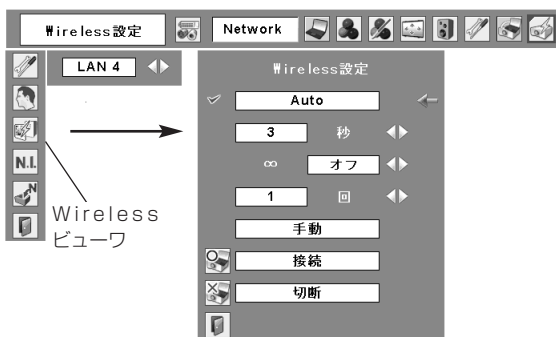 Wireless設定
Network
LAN 4
Wireless設定
Auto
3 秒
∞ オフ
1 回
手動
接続
切断
N.I.
N
Wireless
ビューワ